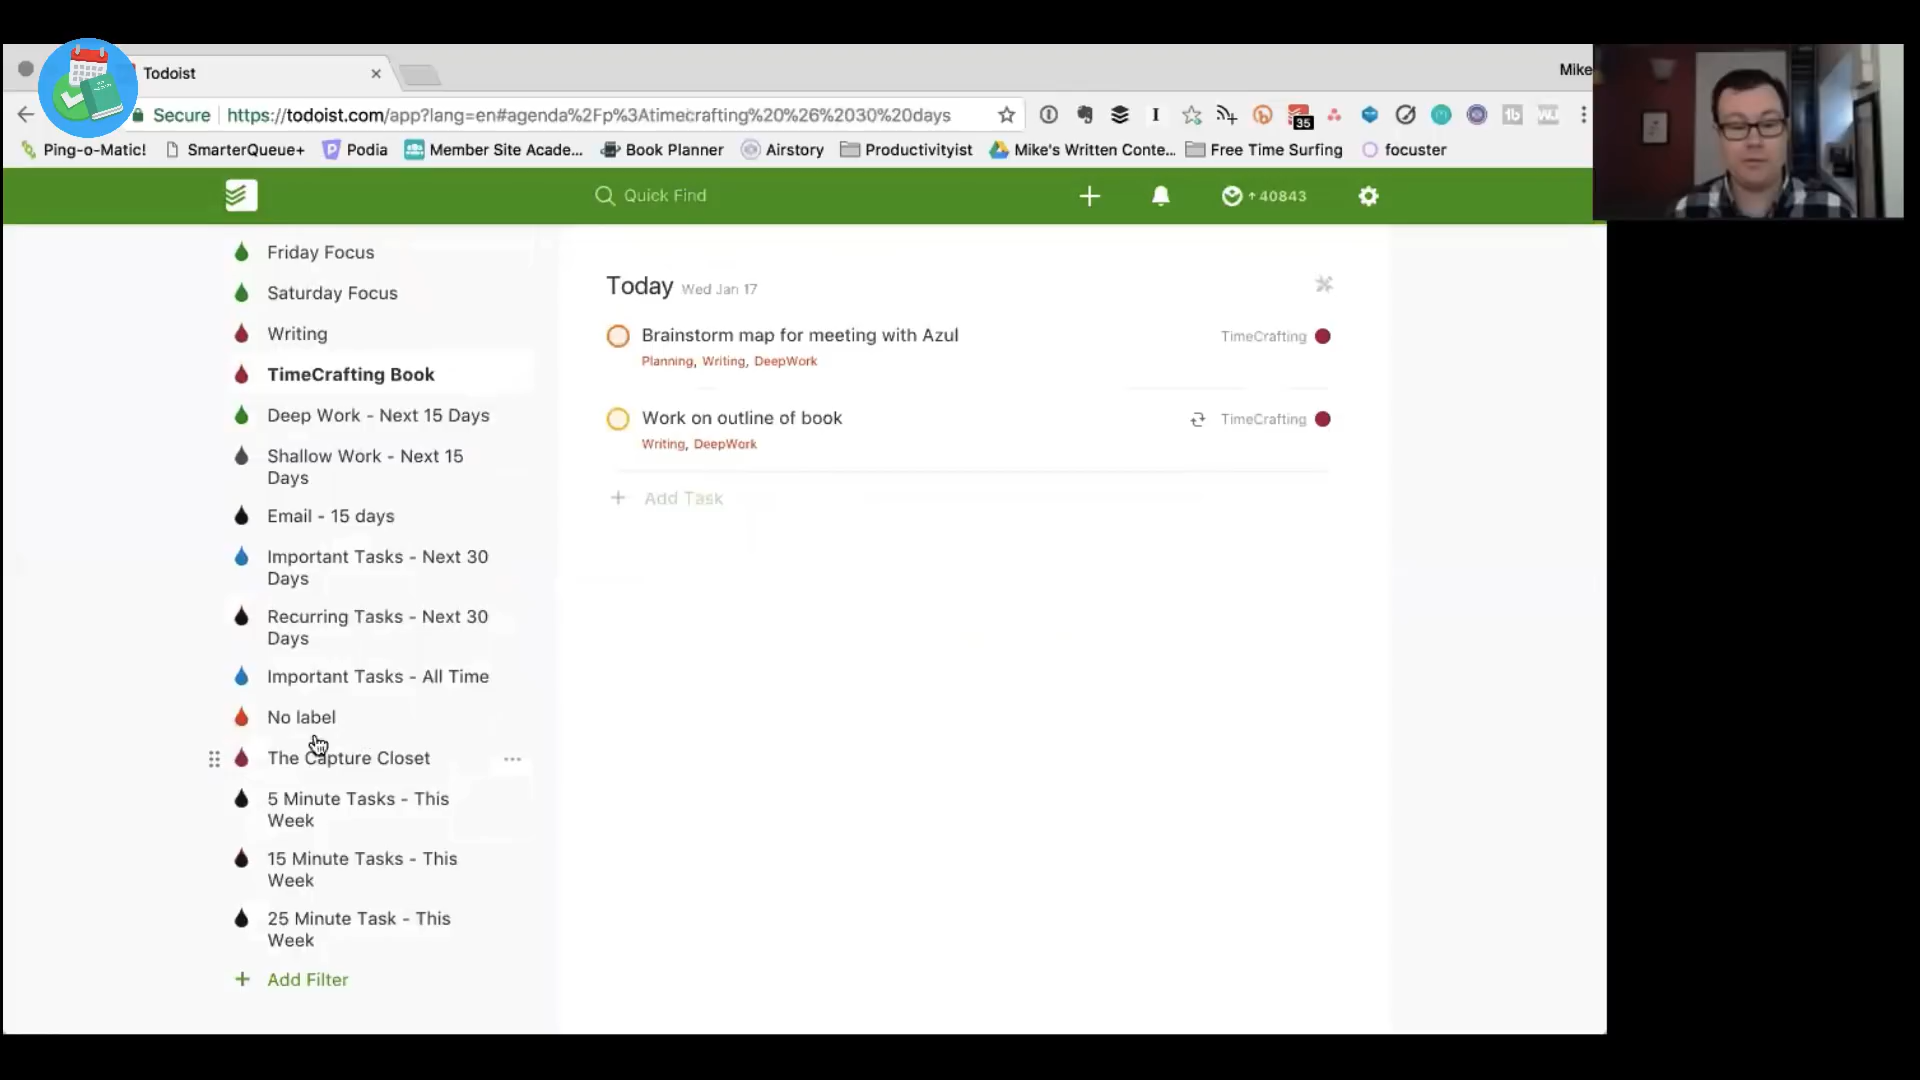 Todoist
Mike
Secure https://todoist.com/app?lang=en#agenda%2Fp%3Atimecrafting%20%26%2030%20days
35
Ping-o-Matic! SmarterQueue+ Podia Member Site Acade... Book Planner Airstory Productivityist Mike's Written Conte... Free Time Surfing focuster
Quick Find
40843
Friday Focus
Saturday Focus
Writing
TimeCrafting Book
Deep Work - Next 15 Days
Shallow Work - Next 15
Days
Email - 15 days
Important Tasks - Next 30
Days
Recurring Tasks - Next 30
Days
Important Tasks - All Time
No label
The Capture Closet
5 Minute Tasks - This
Week
15 Minute Tasks - This
Week
25 Minute Task - This
Week
+ Add Filter
Today Wed Jan 17
Brainstorm map for meeting with Azul
TimeCrafting
Planning, Writing, DeepWork
Work on outline of book
TimeCrafting
Writing, DeepWork
+ Add Task